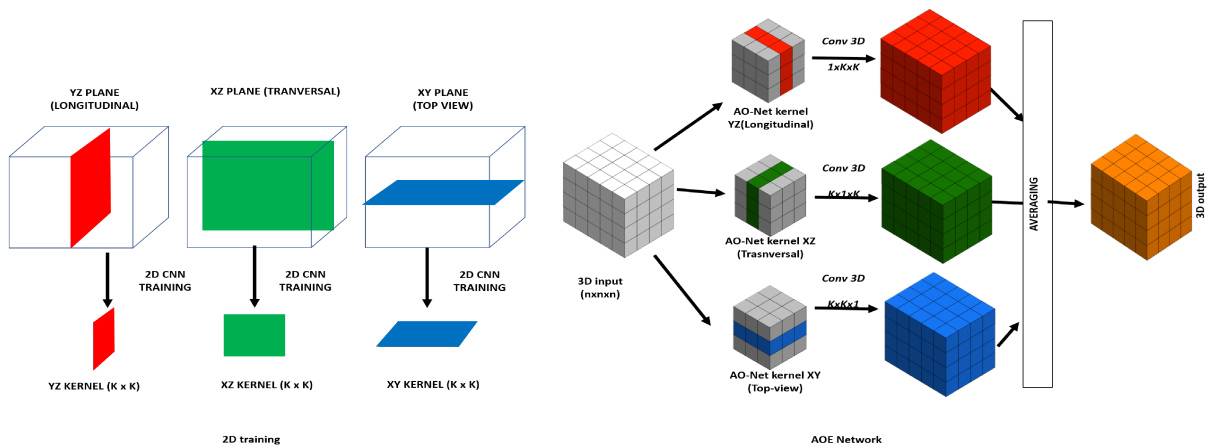 YZ PLANE
(LONGITUDINAL)
XZ PLANE (TRANVERSAL)
XY PLANE
(TOP VIEW)
2D CNN
TRAINING
2D CNN
TRAINING
2D CNN
TRAINING
YZ KERNEL (K x K)
XZ KERNEL (K x K)
XY KERNEL (K x K)
2D training
3D input
(nxnxn)
AO-Net kernel
YZ(Longitudinal)
Conv 3D
1xKxK
AO-Net kernel XZ
(Trasnversal)
Conv 3D
Kx1xK
AO-Net kernel XY
(Top-view)
Conv 3D
KxKx1
AVERAGING
3D output
AOE Network